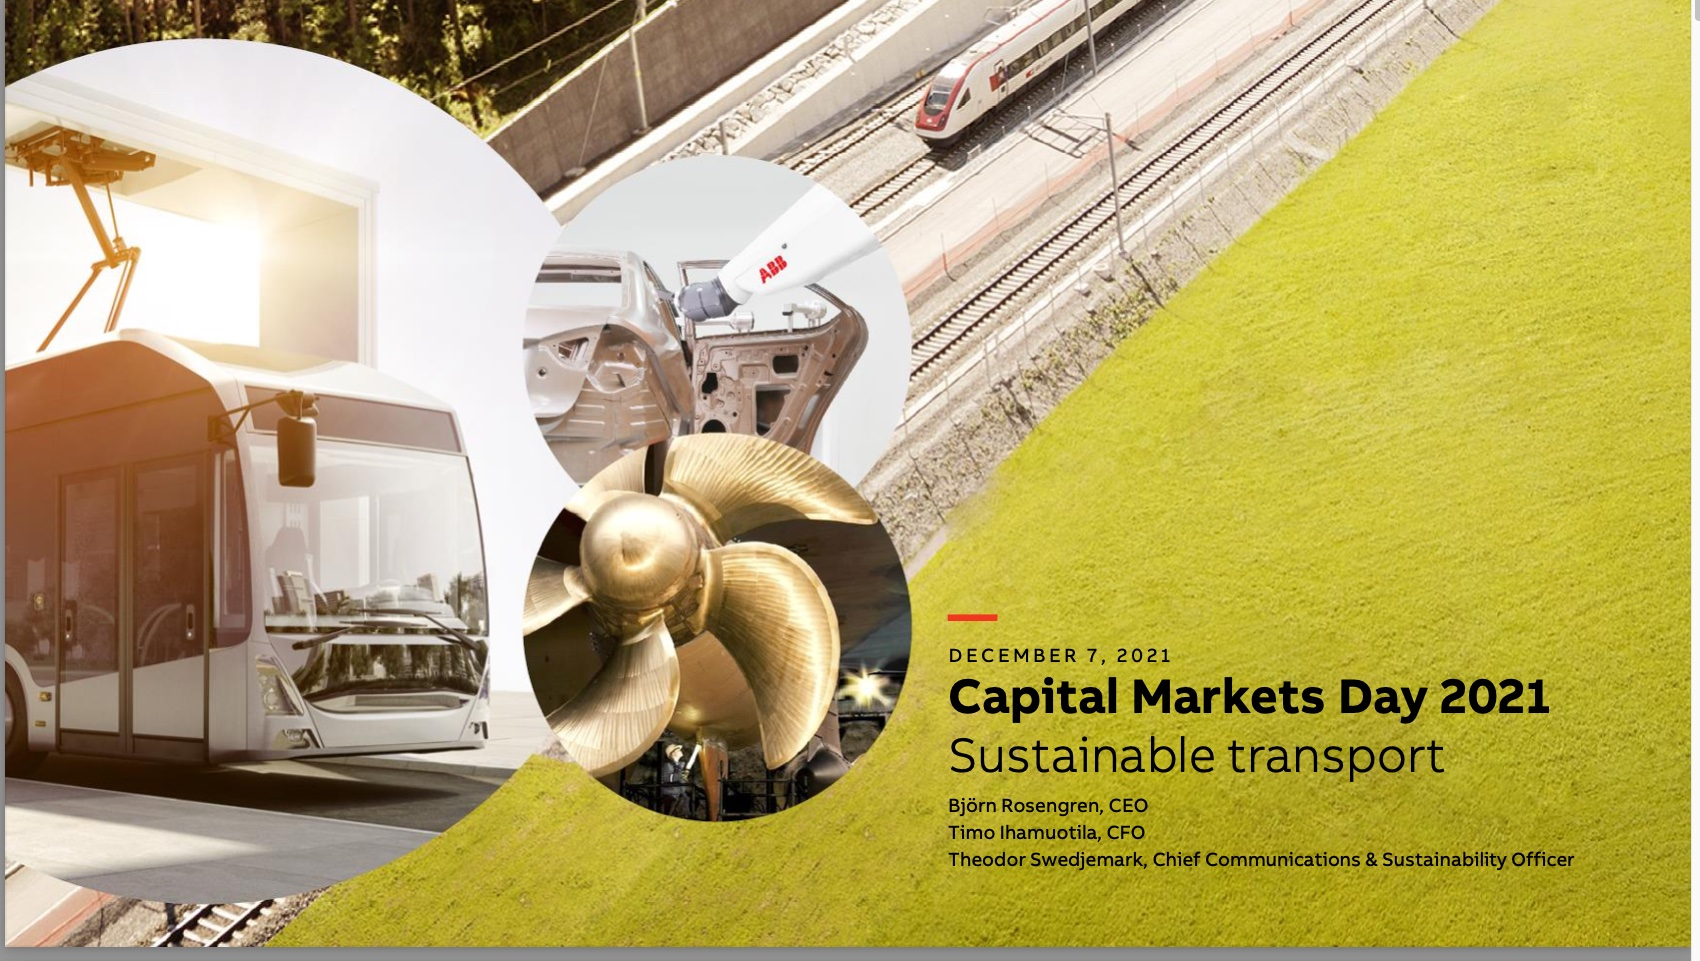 ABB
DECEMBER 7, 2021
Capital Markets Day 2021
Sustainable transport
Björn Rosengren, CEO
Timo Ihamuotila, CFO
Theodor Swedjemark, Chief Communications & Sustainability Officer